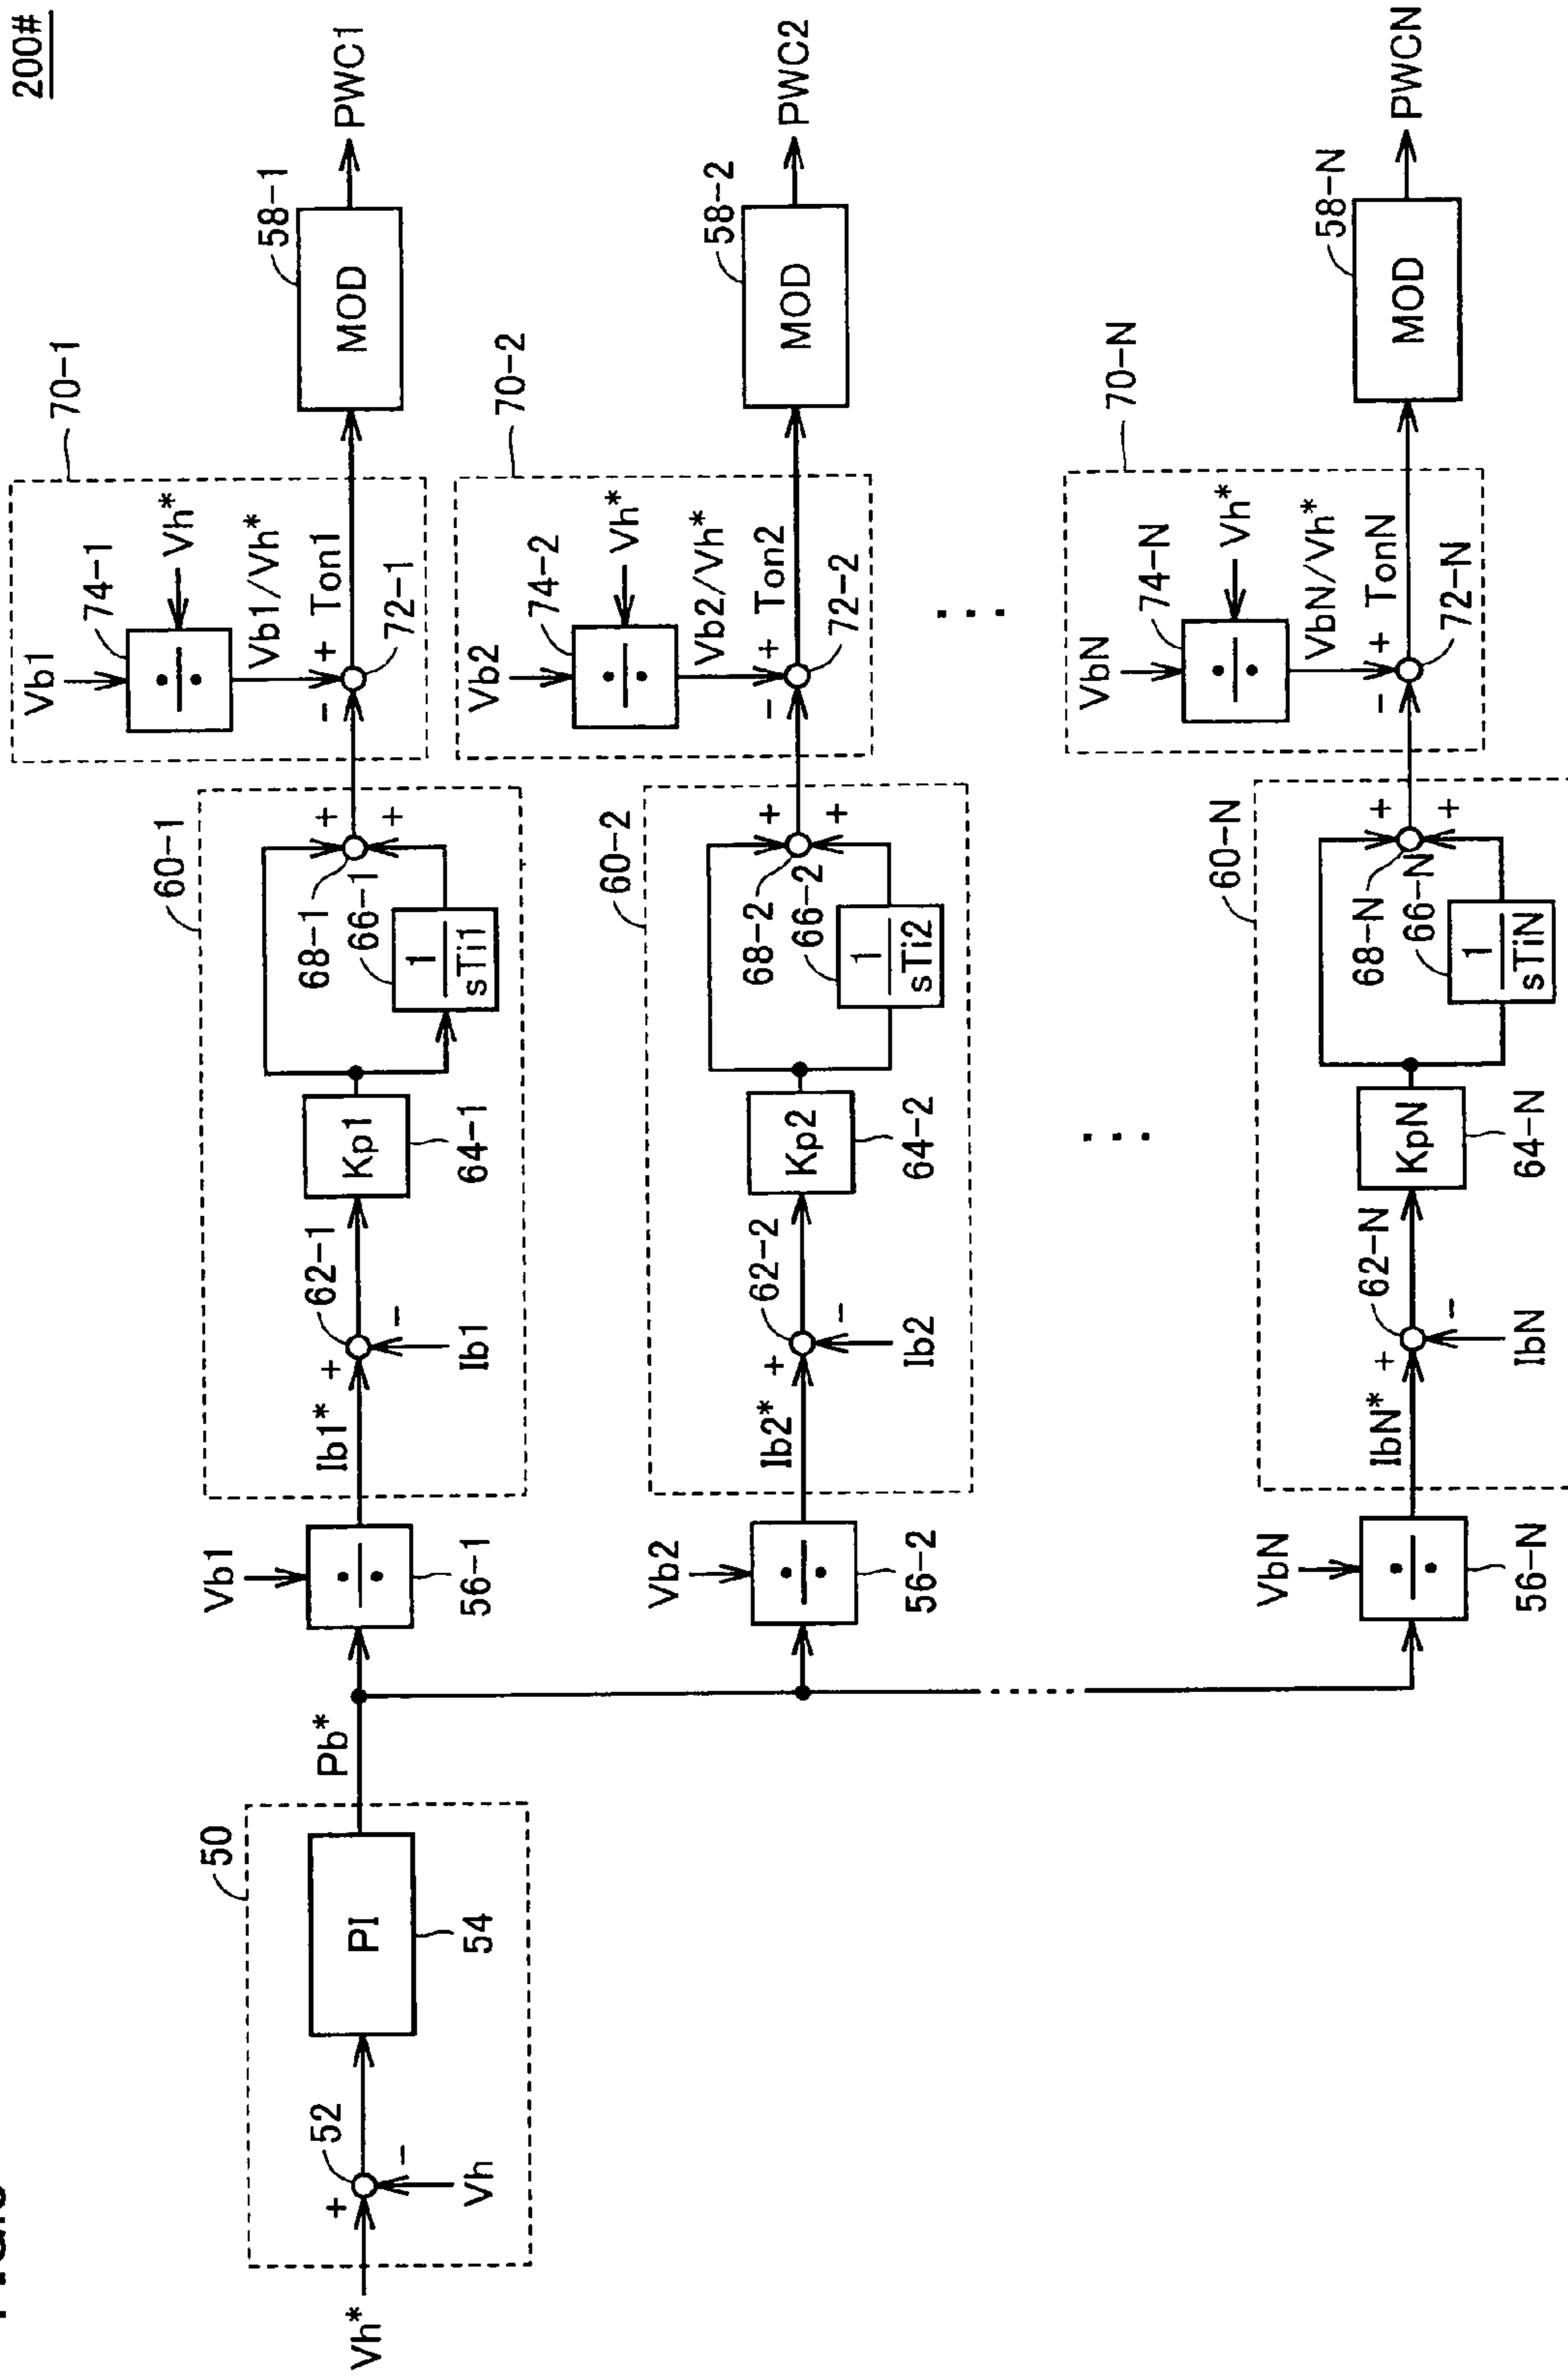 200#
Vh*
+
52
-
Vh
50
PI
54
Pb*
Vb1
÷
56-1
Ib1*
+
62-1
-
Ib1
60-1
Kp1
64-1
68-1
66-1
1
sTi1
+
+
70-1
Vb1
74-1
÷
Vh*
Vb1/Vh*
-
+
Ton1
72-1
58-1
MOD
PWC1
Vb2
÷
56-2
Ib2*
+
62-2
-
Ib2
60-2
Kp2
64-2
68-2
66-2
1
sTi2
+
+
70-2
Vb2
74-2
÷
Vh*
Vb2/Vh*
-
+
Ton2
72-2
58-2
MOD
PWC2
...
...
VbN
÷
56-N
IbN*
+
62-N
-
IbN
60-N
KpN
64-N
68-N
66-N
1
sTiN
+
+
70-N
VbN
74-N
÷
Vh*
VbN/Vh*
-
+
TonN
72-N
58-N
MOD
PWCN